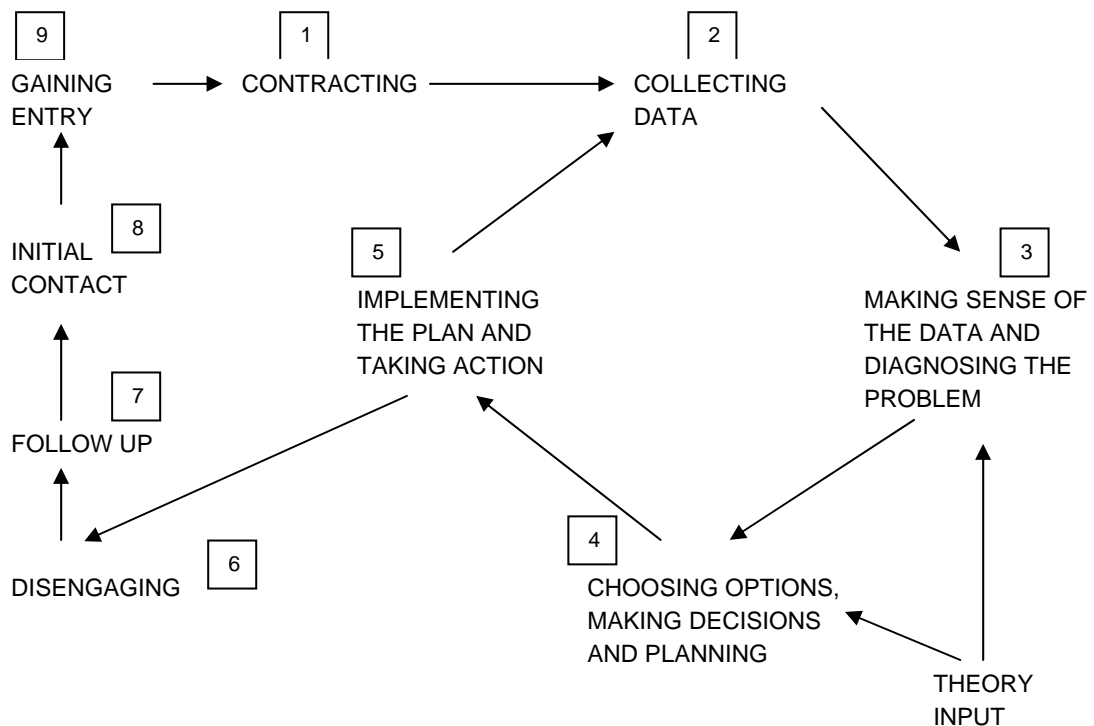 9
GAINING
ENTRY
1
CONTRACTING
2
COLLECTING
DATA
8
INITIAL
CONTACT
5
IMPLEMENTING
THE PLAN AND
TAKING ACTION
3
MAKING SENSE OF
THE DATA AND
DIAGNOSING THE
PROBLEM
7
FOLLOW UP
6
DISENGAGING
4
CHOOSING OPTIONS,
MAKING DECISIONS
AND PLANNING
THEORY
INPUT